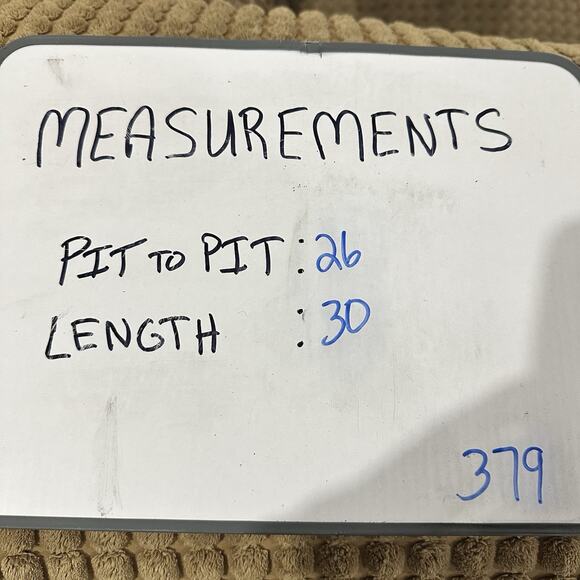 MEASUREMENTS
PIT TO PIT : 26
LENGTH : 30
379